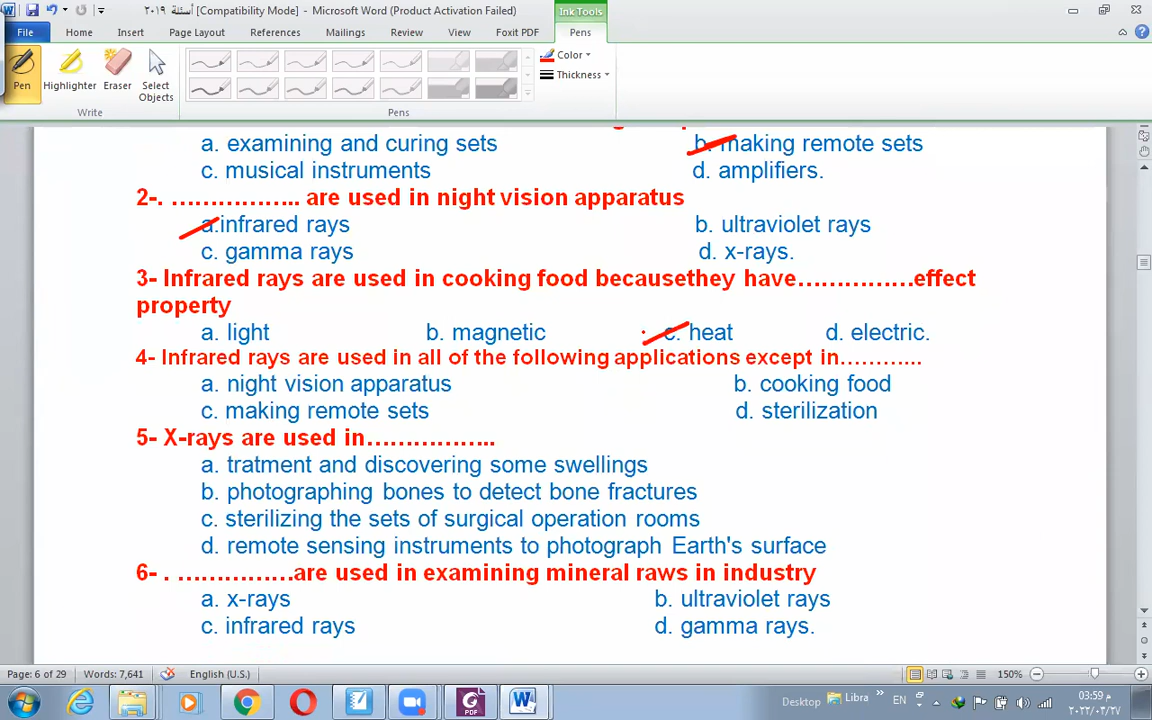 أسئلة ٢٠١٩ [Compatibility Mode] - Microsoft Word (Product Activation Failed)
Ink Tools
File Home Insert Page Layout References Mailings Review View Foxit PDF Pens
Pen Highlighter Eraser Select Objects
Color
Thickness
Write Pens
a. examining and curing sets b. making remote sets
c. musical instruments d. amplifiers.
2-. …………….. are used in night vision apparatus
a.infrared rays b. ultraviolet rays
c. gamma rays d. x-rays.
3- Infrared rays are used in cooking food becausethey have……………effect
property
a. light b. magnetic c. heat d. electric.
4- Infrared rays are used in all of the following applications except in………...
a. night vision apparatus b. cooking food
c. making remote sets d. sterilization
5- X-rays are used in……………..
a. tratment and discovering some swellings
b. photographing bones to detect bone fractures
c. sterilizing the sets of surgical operation rooms
d. remote sensing instruments to photograph Earth's surface
6- . ……………are used in examining mineral raws in industry
a. x-rays b. ultraviolet rays
c. infrared rays d. gamma rays.
Page: 6 of 29 Words: 7,641 English (U.S.) 150%
Desktop Libra EN 03:59 م
٢٠٢٢/٠٣/٢٧